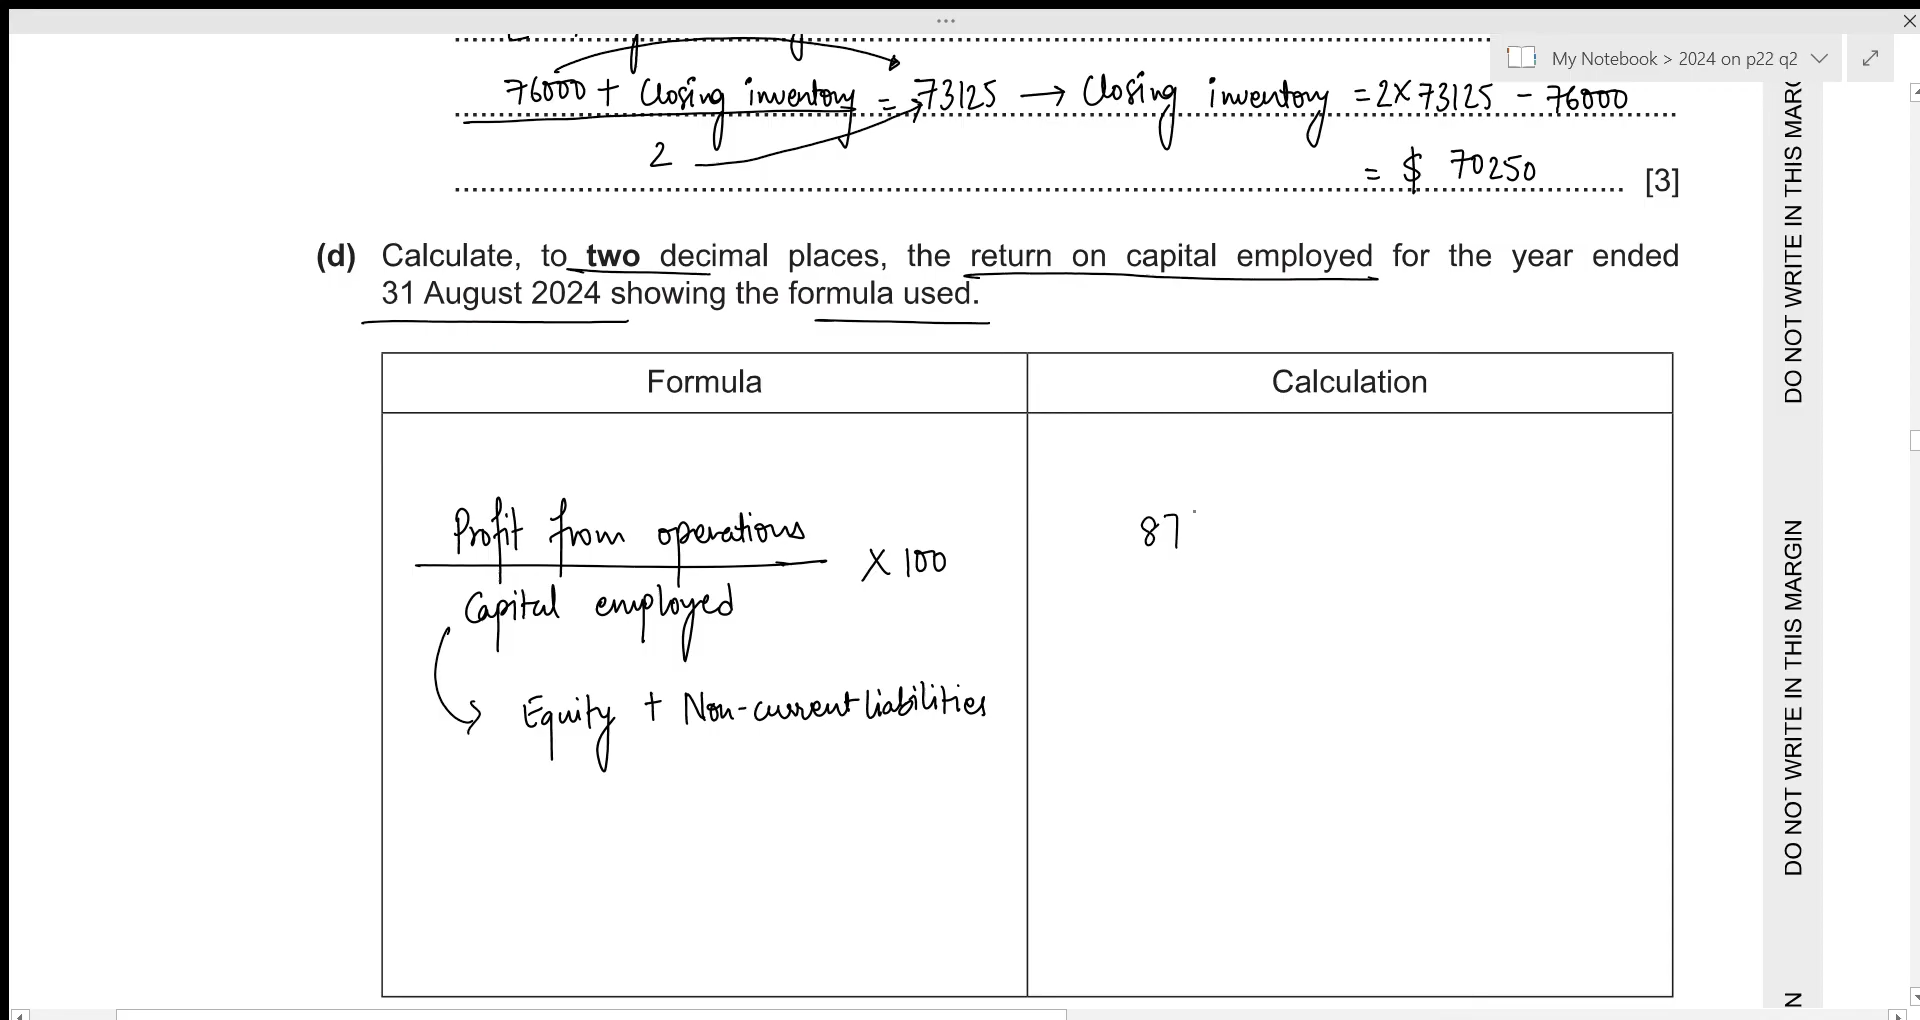 My Notebook > 2024 on p22 q2
76000 + Closing inventory = 73125 → Closing inventory = 2 X 73125 - 76000
2
= $ 70250
[3]
(d) Calculate, to two decimal places, the return on capital employed for the year ended
31 August 2024 showing the formula used.
Formula
Calculation
Profit from operations
X 100
Capital employed
Equity + Non-current liabilities
87
DO NOT WRITE IN THIS MARG
DO NOT WRITE IN THIS MARGIN
N